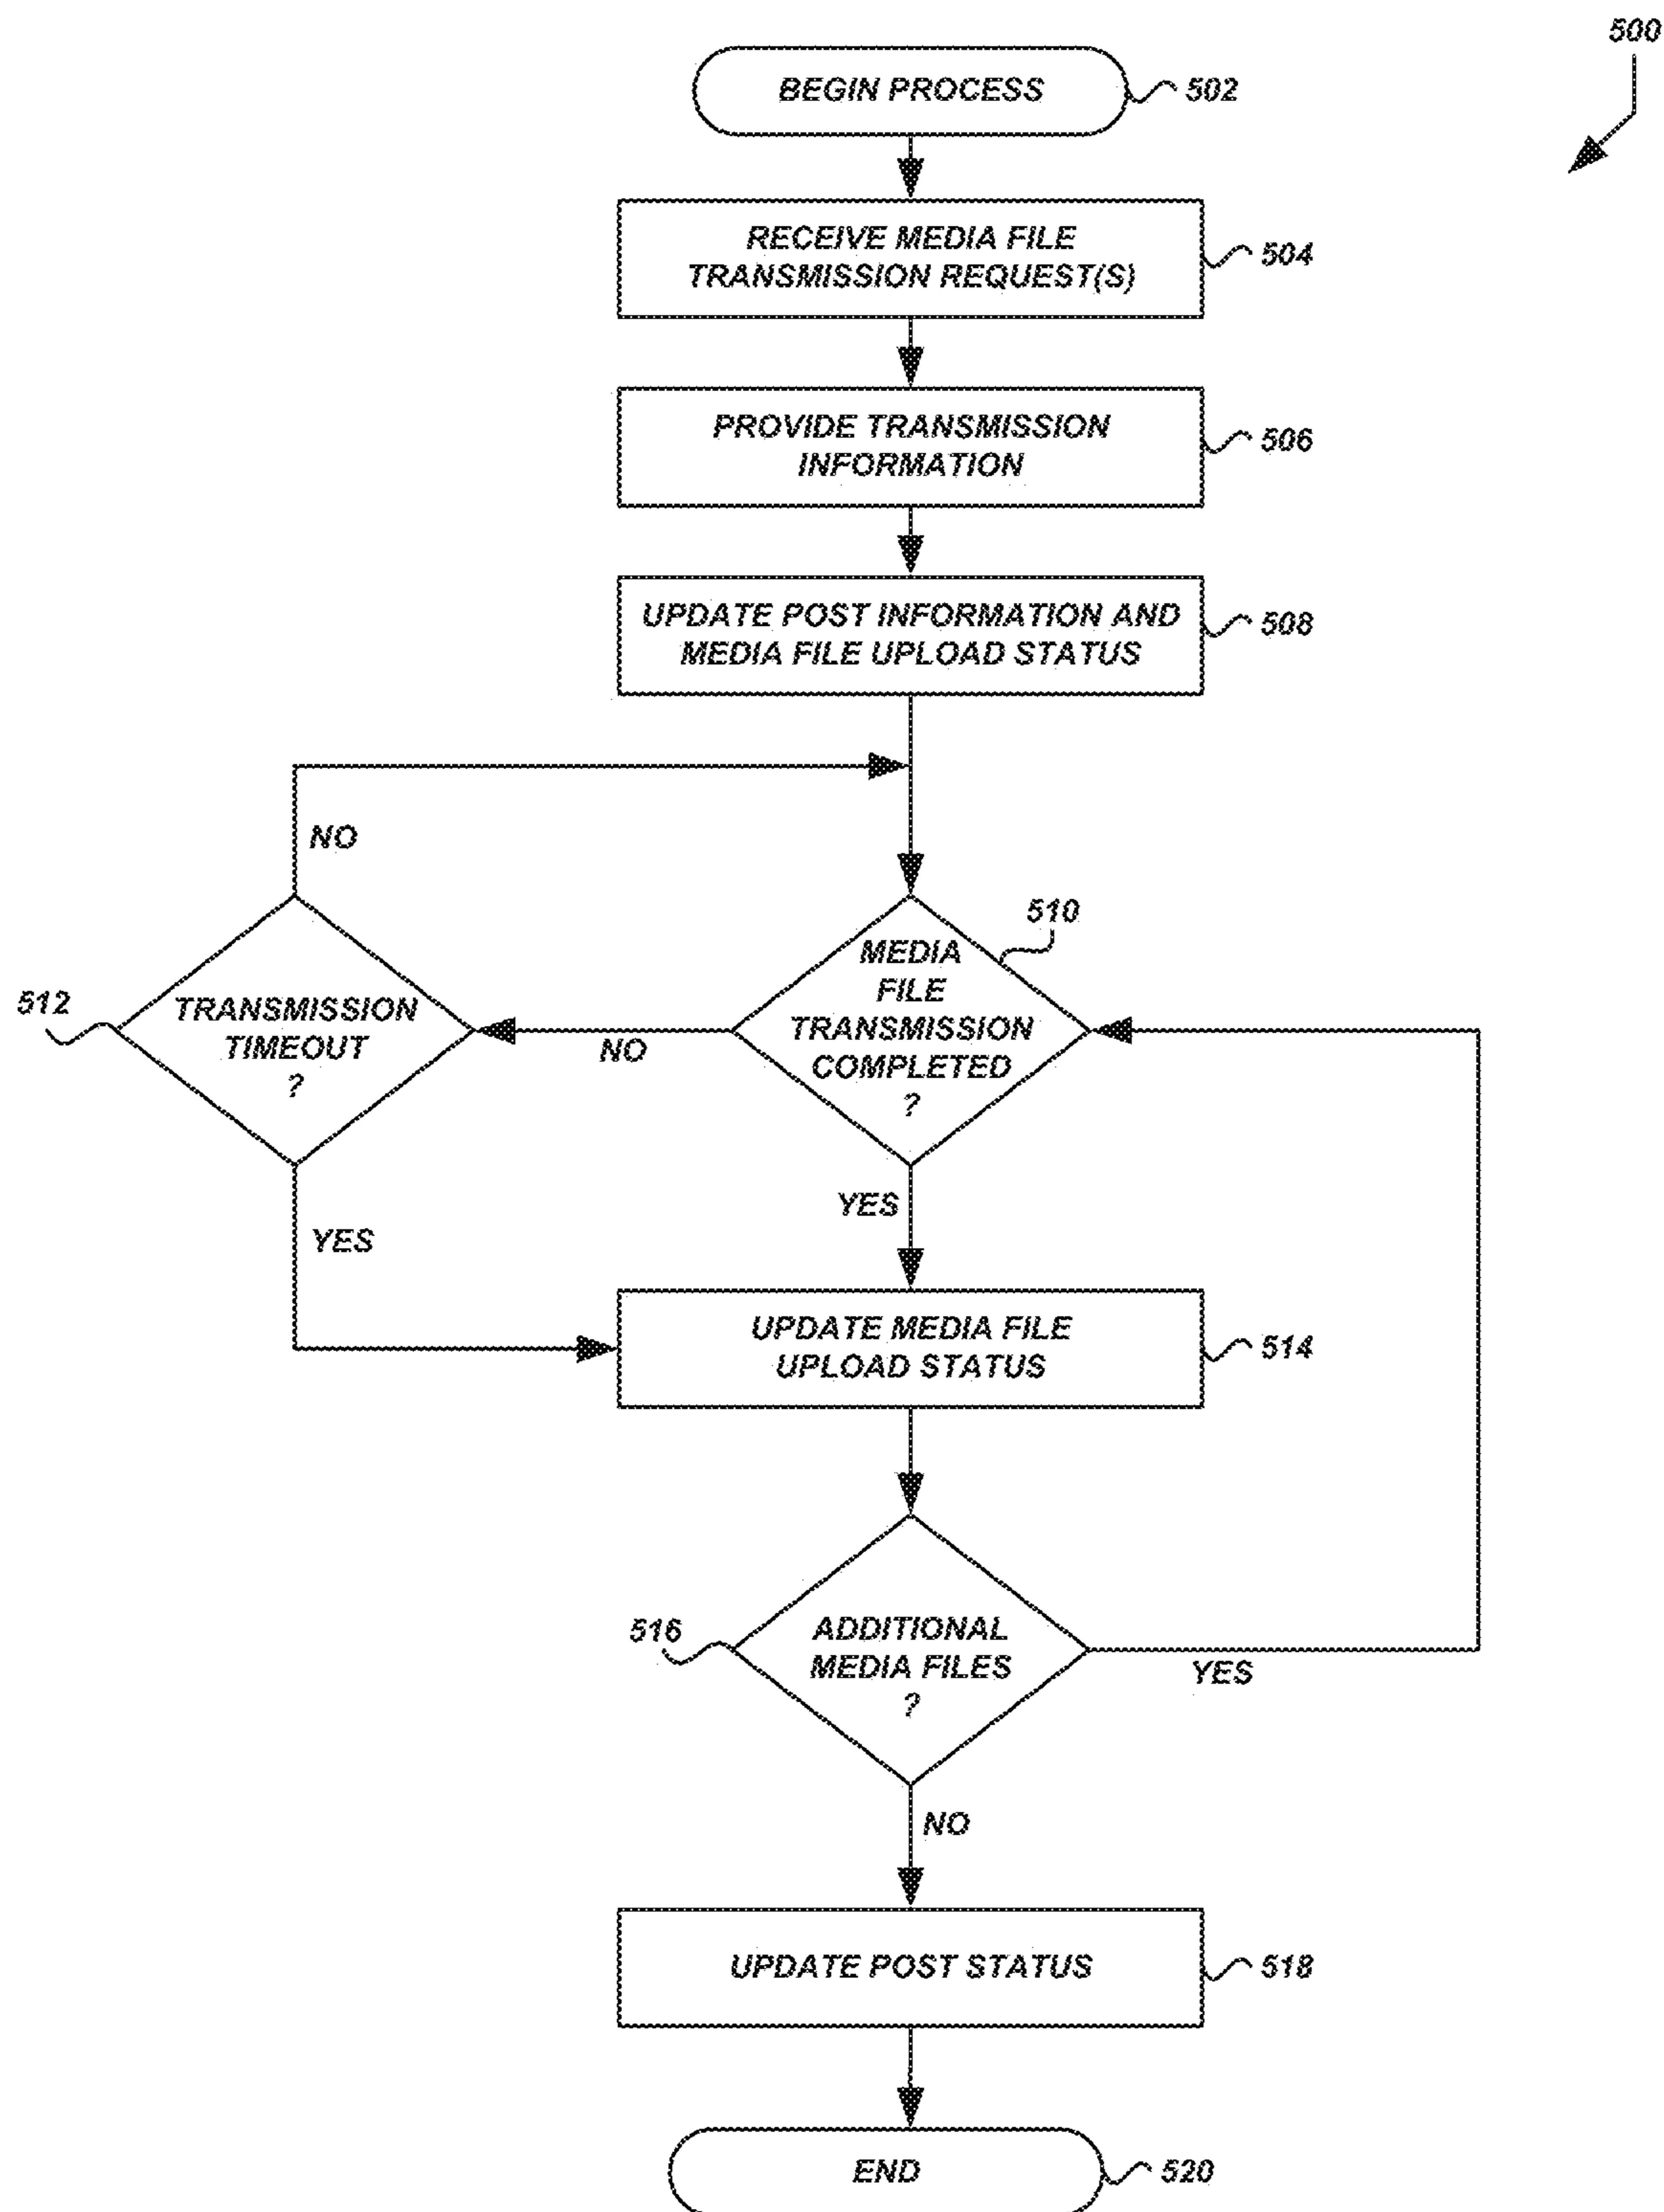 500
BEGIN PROCESS
502
RECEIVE MEDIA FILE
TRANSMISSION REQUEST(S)
504
PROVIDE TRANSMISSION
INFORMATION
506
UPDATE POST INFORMATION AND
MEDIA FILE UPLOAD STATUS
508
NO
510
MEDIA
FILE
TRANSMISSION
COMPLETED
?
512
TRANSMISSION
TIMEOUT
?
NO
YES
YES
UPDATE MEDIA FILE
UPLOAD STATUS
514
516
ADDITIONAL
MEDIA FILES
?
YES
NO
UPDATE POST STATUS
518
END
520